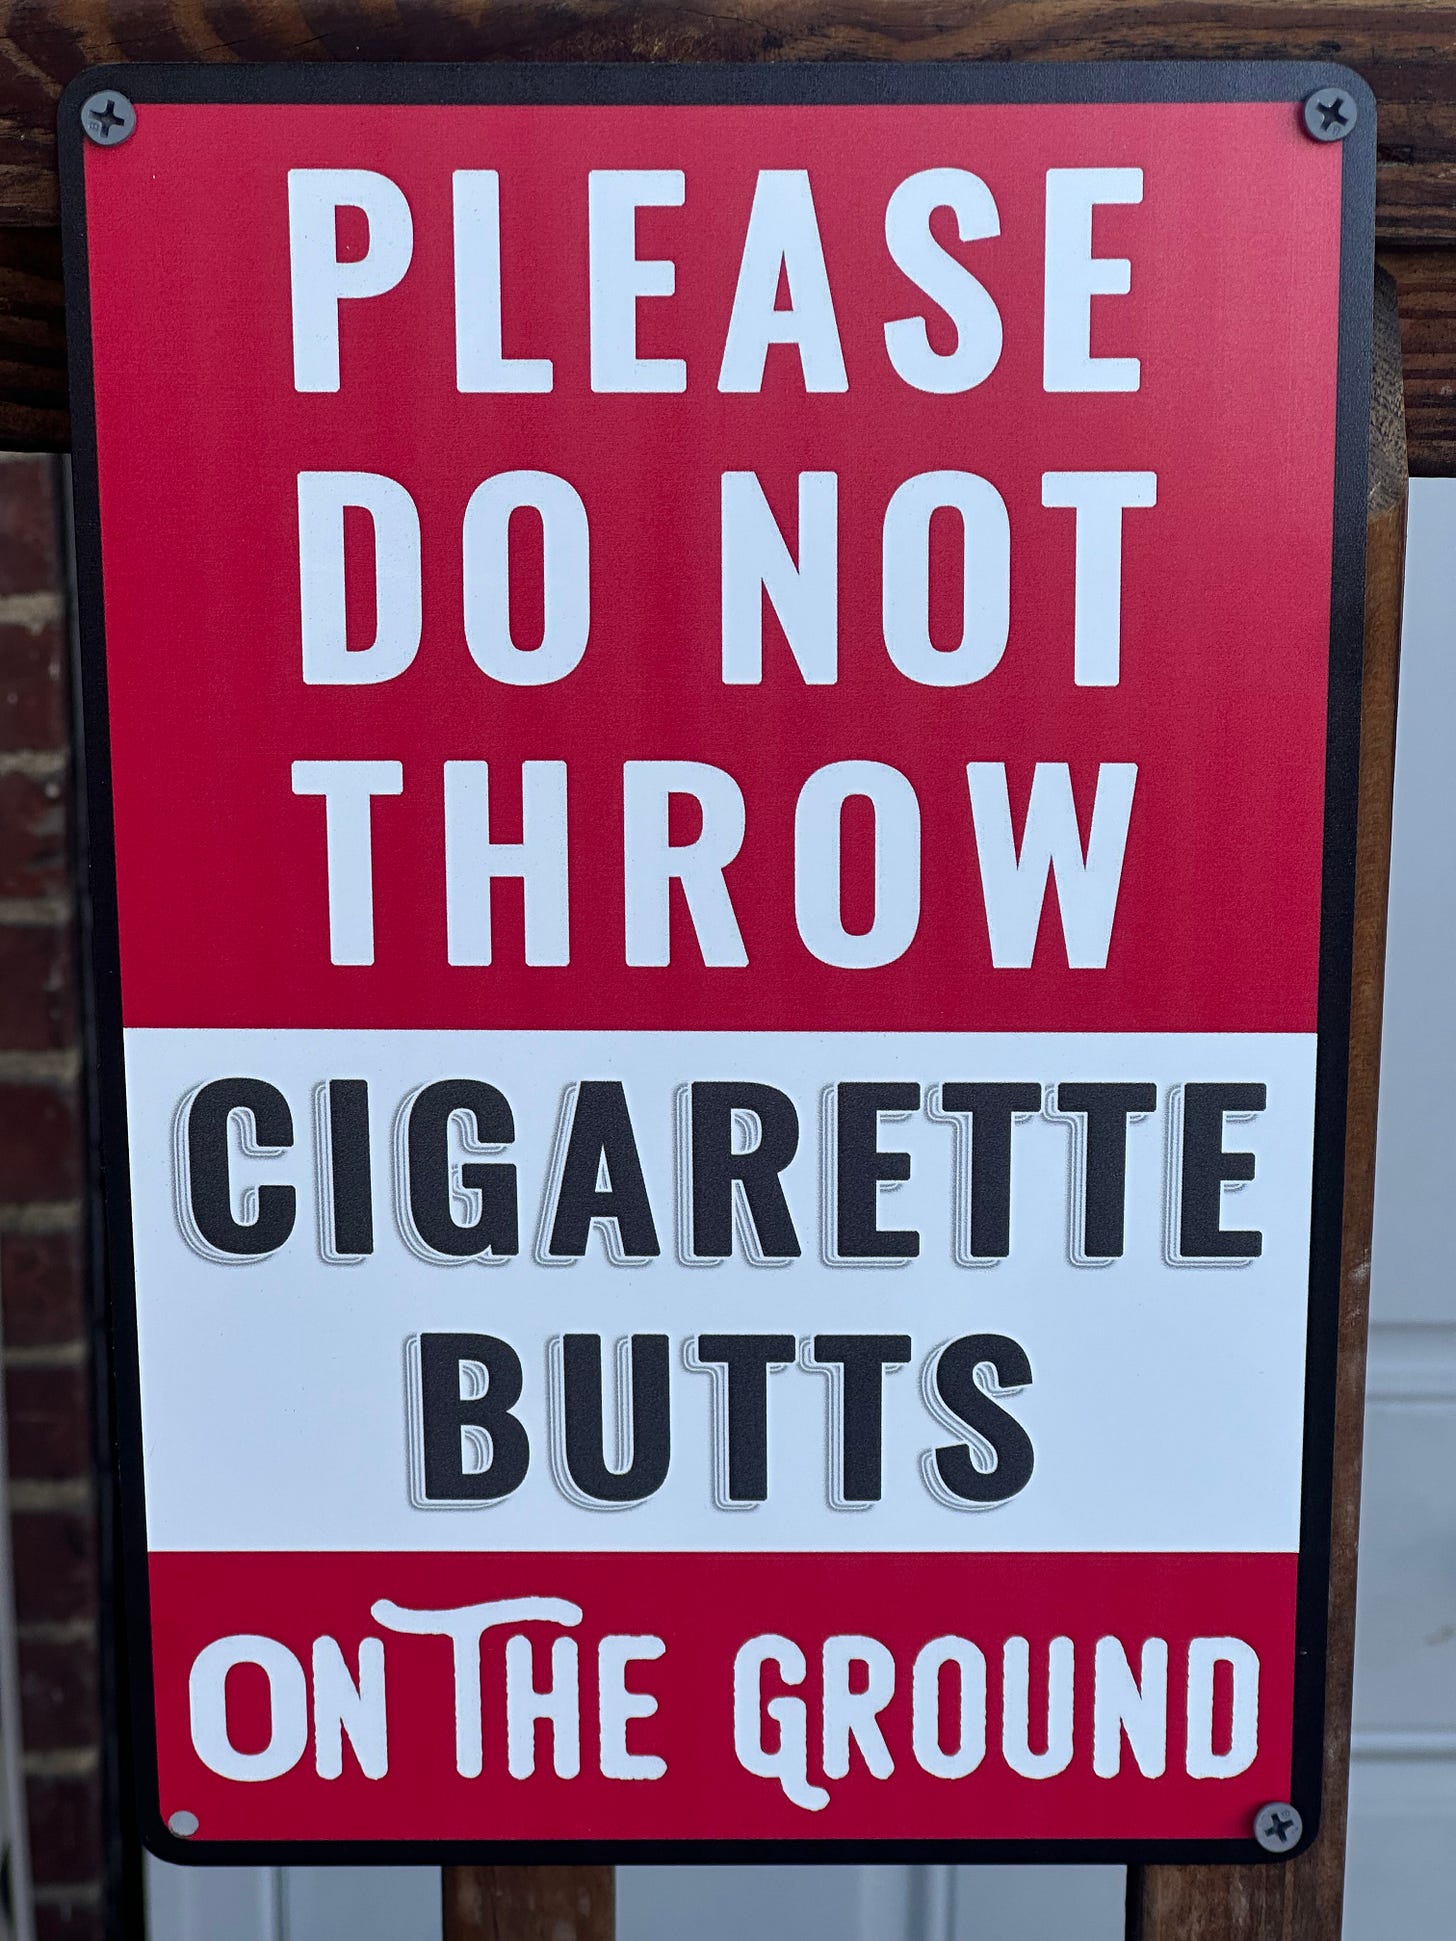 PLEASE
DO NOT
THROW
CIGARETTE
BUTTS
ON THE GROUND